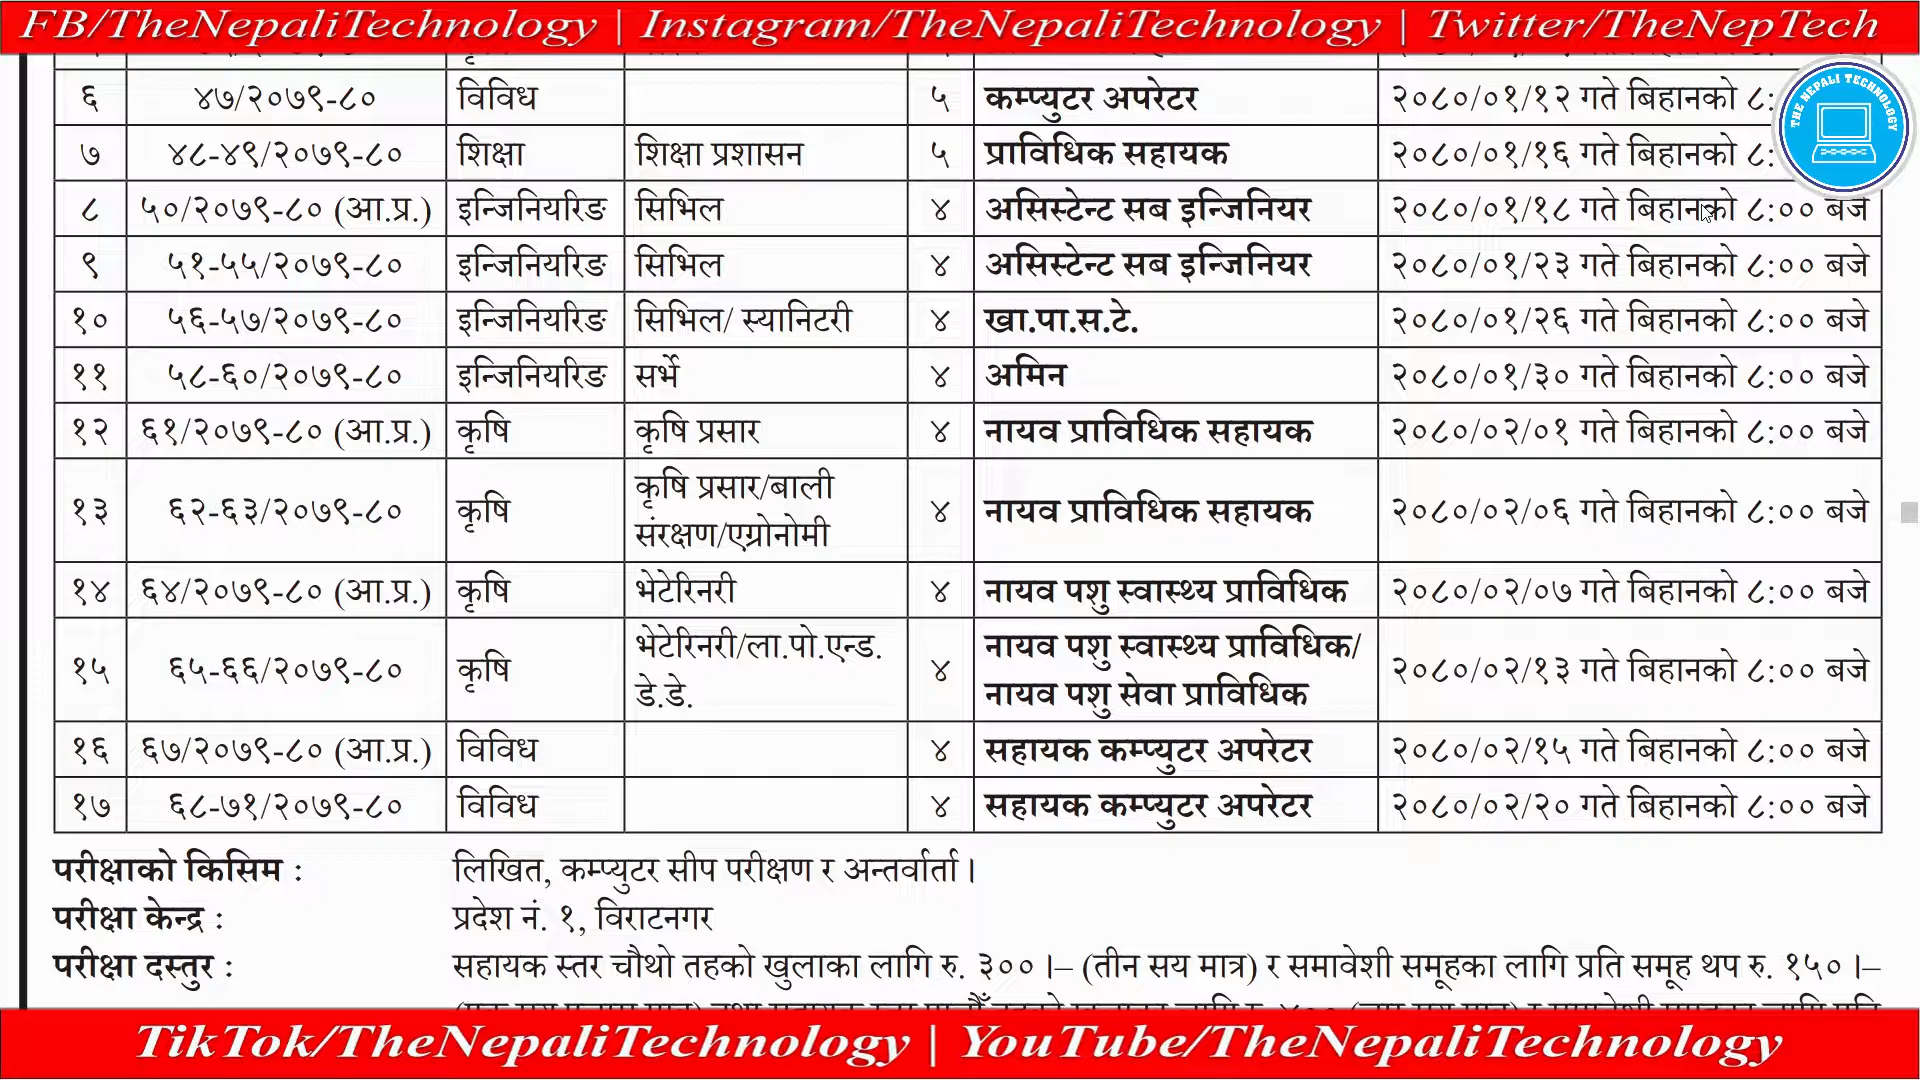 FB/TheNepaliTechnology | Instagram/TheNepaliTechnology | Twitter/TheNepTech
THE NEPALI TECHNOLOGY
६ ४७/२०७९-८० विविध ५ कम्प्युटर अपरेटर २०८०/०१/१२ गते बिहानको ८:
७ ४८-४९/२०७९-८० शिक्षा शिक्षा प्रशासन ५ प्राविधिक सहायक २०८०/०१/१६ गते बिहानको ८:
८ ५०/२०७९-८० (आ.प्र.) इन्जिनियरिङ सिभिल ४ असिस्टेन्ट सब इन्जिनियर २०८०/०१/१८ गते बिहानको ८:०० बजे
९ ५१-५५/२०७९-८० इन्जिनियरिङ सिभिल ४ असिस्टेन्ट सब इन्जिनियर २०८०/०१/२३ गते बिहानको ८:०० बजे
१० ५६-५७/२०७९-८० इन्जिनियरिङ सिभिल/ स्यानिटरी ४ खा.पा.स.टे. २०८०/०१/२६ गते बिहानको ८:०० बजे
११ ५८-६०/२०७९-८० इन्जिनियरिङ सर्भे ४ अमिन २०८०/०१/३० गते बिहानको ८:०० बजे
१२ ६१/२०७९-८० (आ.प्र.) कृषि कृषि प्रसार ४ नायव प्राविधिक सहायक २०८०/०२/०१ गते बिहानको ८:०० बजे
१३ ६२-६३/२०७९-८० कृषि कृषि प्रसार/बाली
संरक्षण/एग्रोनोमी ४ नायव प्राविधिक सहायक २०८०/०२/०६ गते बिहानको ८:०० बजे
१४ ६४/२०७९-८० (आ.प्र.) कृषि भेटेरिनरी ४ नायव पशु स्वास्थ्य प्राविधिक २०८०/०२/०७ गते बिहानको ८:०० बजे
१५ ६५-६६/२०७९-८० कृषि भेटेरिनरी/ला.पो.एन्ड.
डे.डे. ४ नायव पशु स्वास्थ्य प्राविधिक/
नायव पशु सेवा प्राविधिक २०८०/०२/१३ गते बिहानको ८:०० बजे
१६ ६७/२०७९-८० (आ.प्र.) विविध ४ सहायक कम्प्युटर अपरेटर २०८०/०२/१५ गते बिहानको ८:०० बजे
१७ ६८-७१/२०७९-८० विविध ४ सहायक कम्प्युटर अपरेटर २०८०/०२/२० गते बिहानको ८:०० बजे
परीक्षाको किसिम : लिखित, कम्प्युटर सीप परीक्षण र अन्तर्वार्ता ।
परीक्षा केन्द्र : प्रदेश नं. १, विराटनगर
परीक्षा दस्तुर : सहायक स्तर चौथो तहको खुलाका लागि रु. ३०० ।– (तीन सय मात्र) र समावेशी समूहका लागि प्रति समूह थप रु. १५० ।–
TikTok/TheNepaliTechnology | YouTube/TheNepaliTechnology